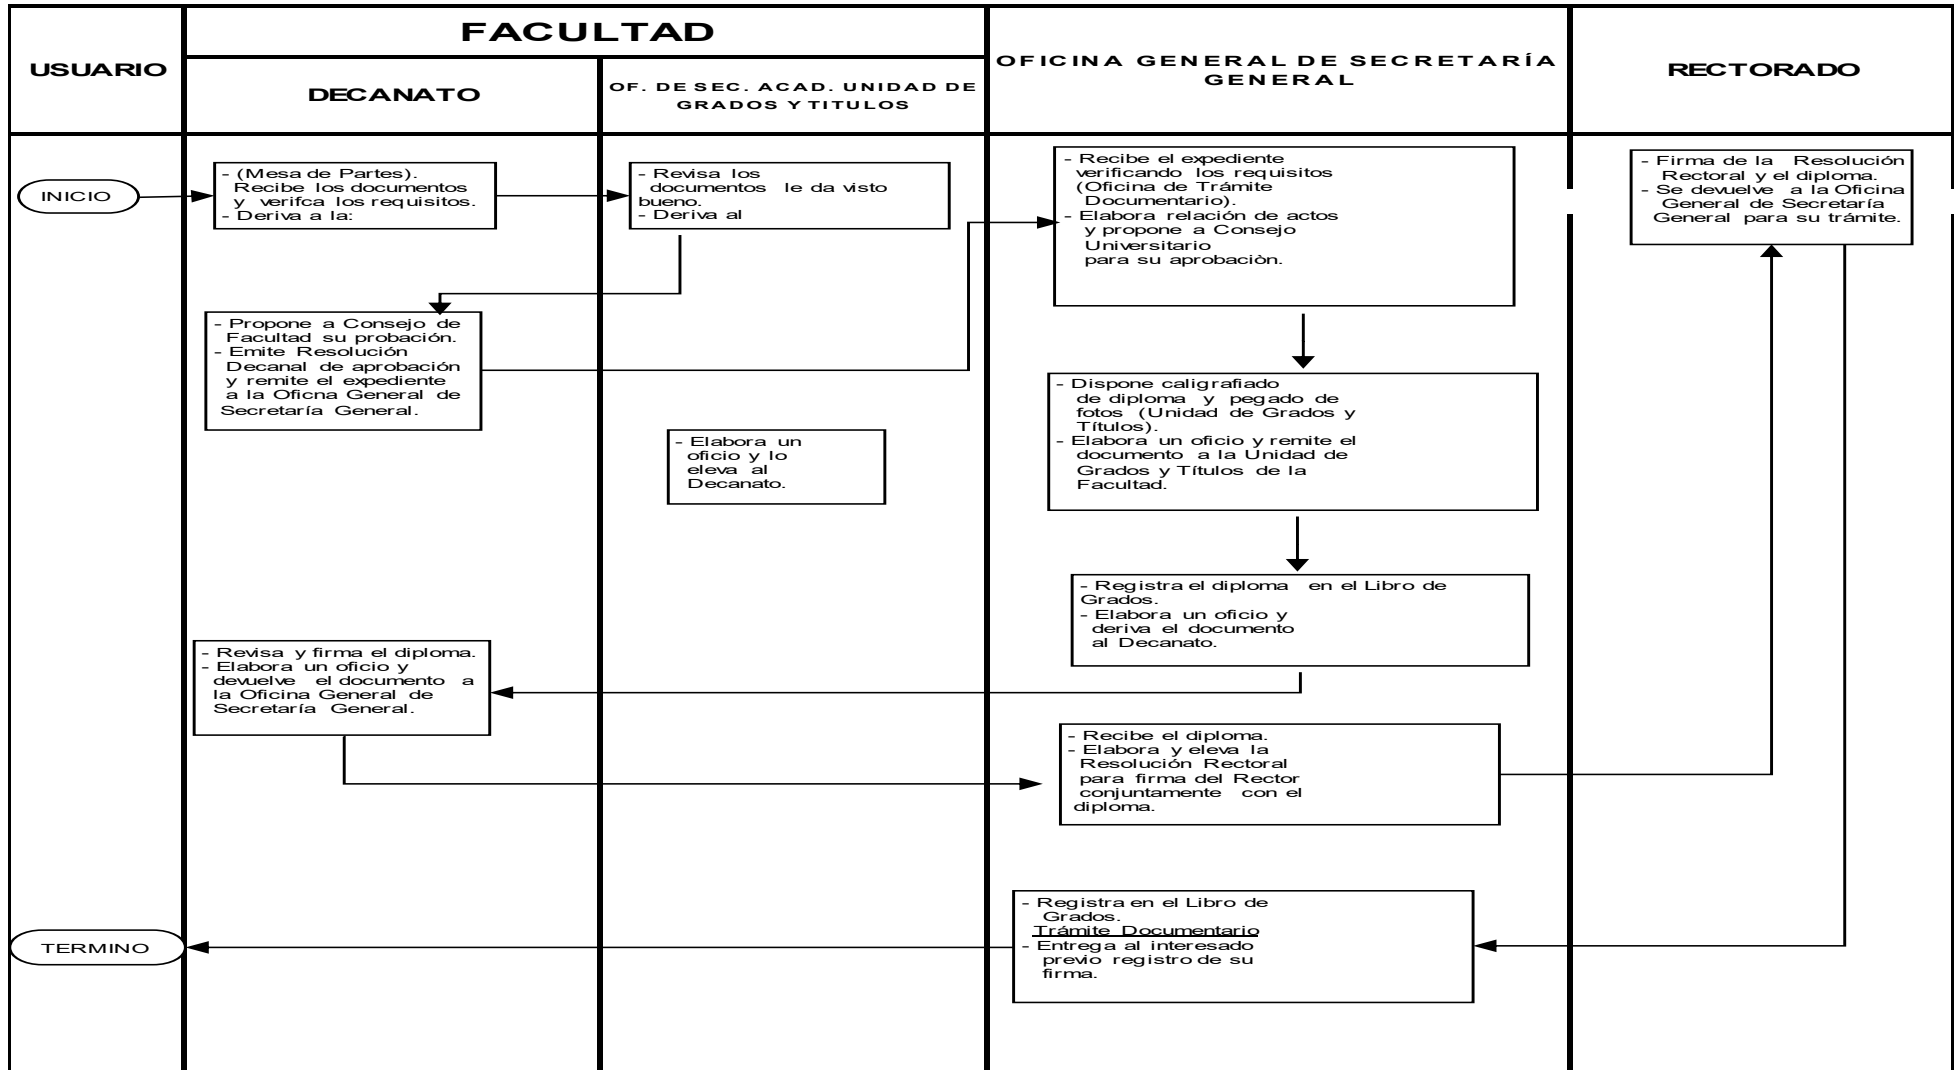 FACULTAD
USUARIO
DECANATO
OF. DE SEC. ACAD. UNIDAD DE
GRADOS Y TITULOS
OFICINA GENERAL DE SECRETARÍA
GENERAL
RECTORADO
INICIO
- (Mesa de Partes).
Recibe los documentos
y verifca los requisitos.
- Deriva a la:
- Revisa los
documentos le da visto
bueno.
- Deriva al
- Recibe el expediente
verificando los requisitos
(Oficina de Trámite
Documentario).
- Elabora relación de actos
y propone a Consejo
Universitario
para su aprobaciòn.
- Firma de la Resolución
Rectoral y el diploma.
- Se devuelve a la Oficina
General de Secretaría
General para su trámite.
- Propone a Consejo de
Facultad su probación.
- Emite Resolución
Decanal de aprobación
y remite el expediente
a la Oficna General de
Secretaría General.
- Elabora un
oficio y lo
eleva al
Decanato.
- Dispone caligrafiado
de diploma y pegado de
fotos (Unidad de Grados y
Títulos).
- Elabora un oficio y remite el
documento a la Unidad de
Grados y Títulos de la
Facultad.
- Registra el diploma en el Libro de
Grados.
- Elabora un oficio y
deriva el documento
al Decanato.
- Revisa y firma el diploma.
- Elabora un oficio y
devuelve el documento a
la Oficina General de
Secretaría General.
- Recibe el diploma.
- Elabora y eleva la
Resolución Rectoral
para firma del Rector
conjuntamente con el
diploma.
- Registra en el Libro de
Grados.
Trámite Documentario
- Entrega al interesado
previo registro de su
firma.
TERMINO